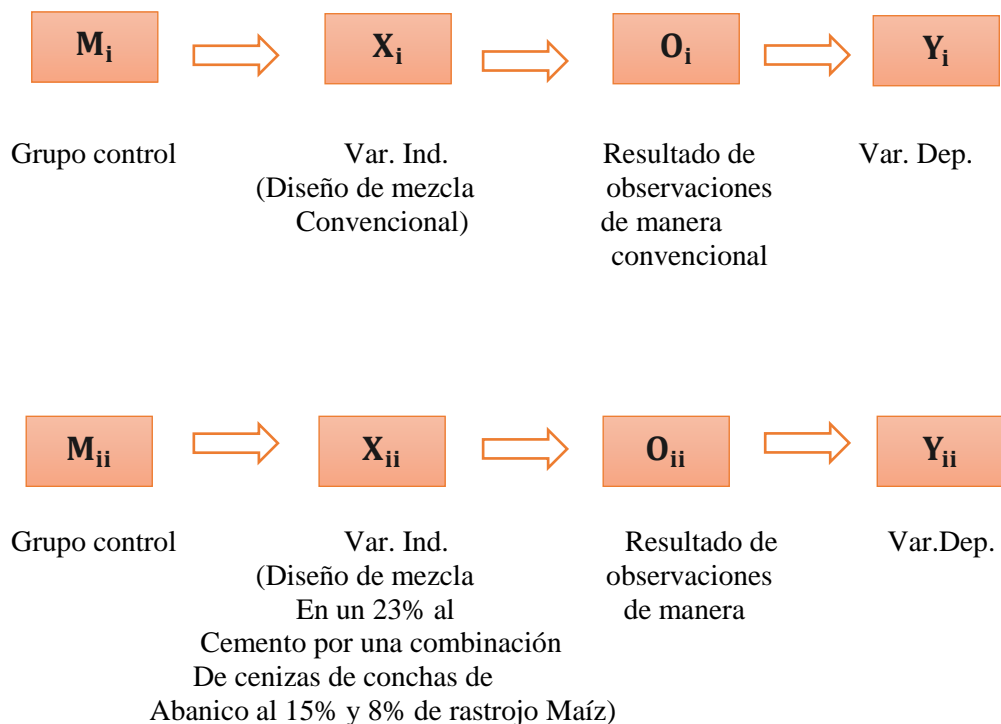 Mi Xi Oi Yi
Grupo control Var. Ind. Resultado de Var. Dep.
(Diseño de mezcla observaciones
Convencional) de manera
convencional
Mii Xii Oii Yii
Grupo control Var. Ind. Resultado de Var.Dep.
(Diseño de mezcla observaciones
En un 23% al de manera
Cemento por una combinación
De cenizas de conchas de
Abanico al 15% y 8% de rastrojo Maíz)